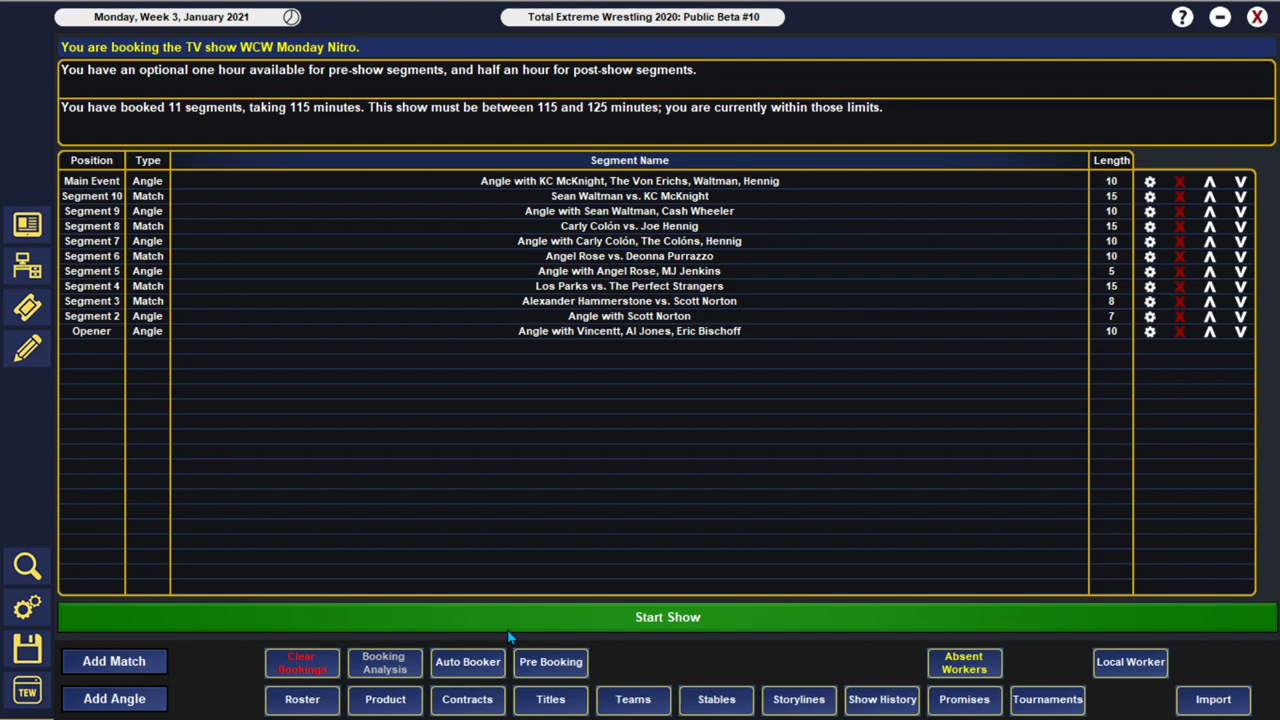 Monday, Week 3, January 2021
Total Extreme Wrestling 2020: Public Beta #10
? – X
You are booking the TV show WCW Monday Nitro.
You have an optional one hour available for pre-show segments, and half an hour for post-show segments.
You have booked 11 segments, taking 115 minutes. This show must be between 115 and 125 minutes; you are currently within those limits.
Position Type Segment Name Length
Main Event Angle Angle with KC McKnight, The Von Erichs, Waltman, Hennig 10 X
Segment 10 Match Sean Waltman vs. KC McKnight 15 X
Segment 9 Angle Angle with Sean Waltman, Cash Wheeler 10 X
Segment 8 Match Carly Colón vs. Joe Hennig 15 X
Segment 7 Angle Angle with Carly Colón, The Colóns, Hennig 10 X
Segment 6 Match Angel Rose vs. Deonna Purrazzo 10 X
Segment 5 Angle Angle with Angel Rose, MJ Jenkins 5 X
Segment 4 Match Los Parks vs. The Perfect Strangers 15 X
Segment 3 Match Alexander Hammerstone vs. Scott Norton 8 X
Segment 2 Angle Angle with Scott Norton 7 X
Opener Angle Angle with Vincentt, Al Jones, Eric Bischoff 10 X
Start Show
Add Match Clear Bookings Booking Analysis Auto Booker Pre Booking Absent Workers Local Worker
TEW Add Angle Roster Product Contracts Titles Teams Stables Storylines Show History Promises Tournaments Import